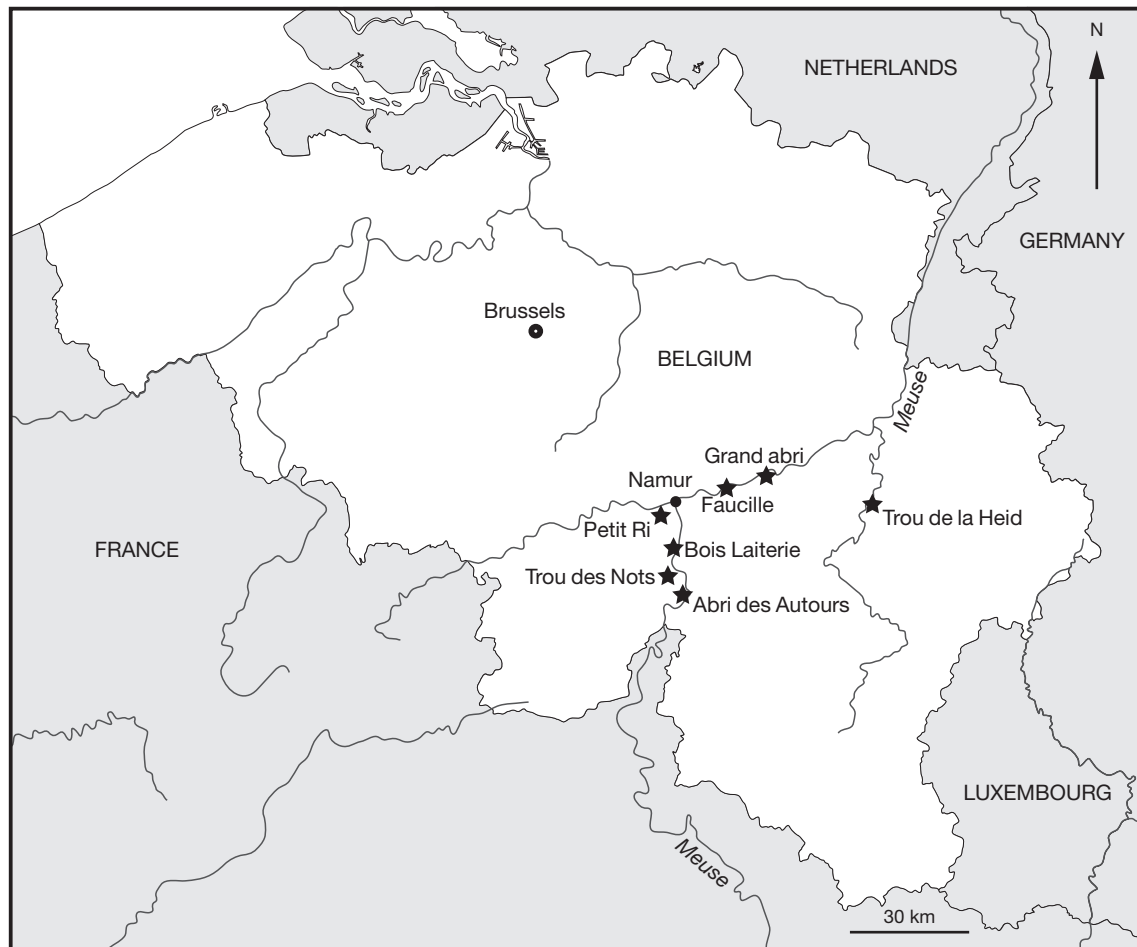 N
NETHERLANDS
GERMANY
Brussels
BELGIUM
Meuse
Grand abri
Namur
Faucille
Petit Ri
Trou de la Heid
FRANCE
Bois Laiterie
Trou des Nots
Abri des Autours
LUXEMBOURG
Meuse
30 km